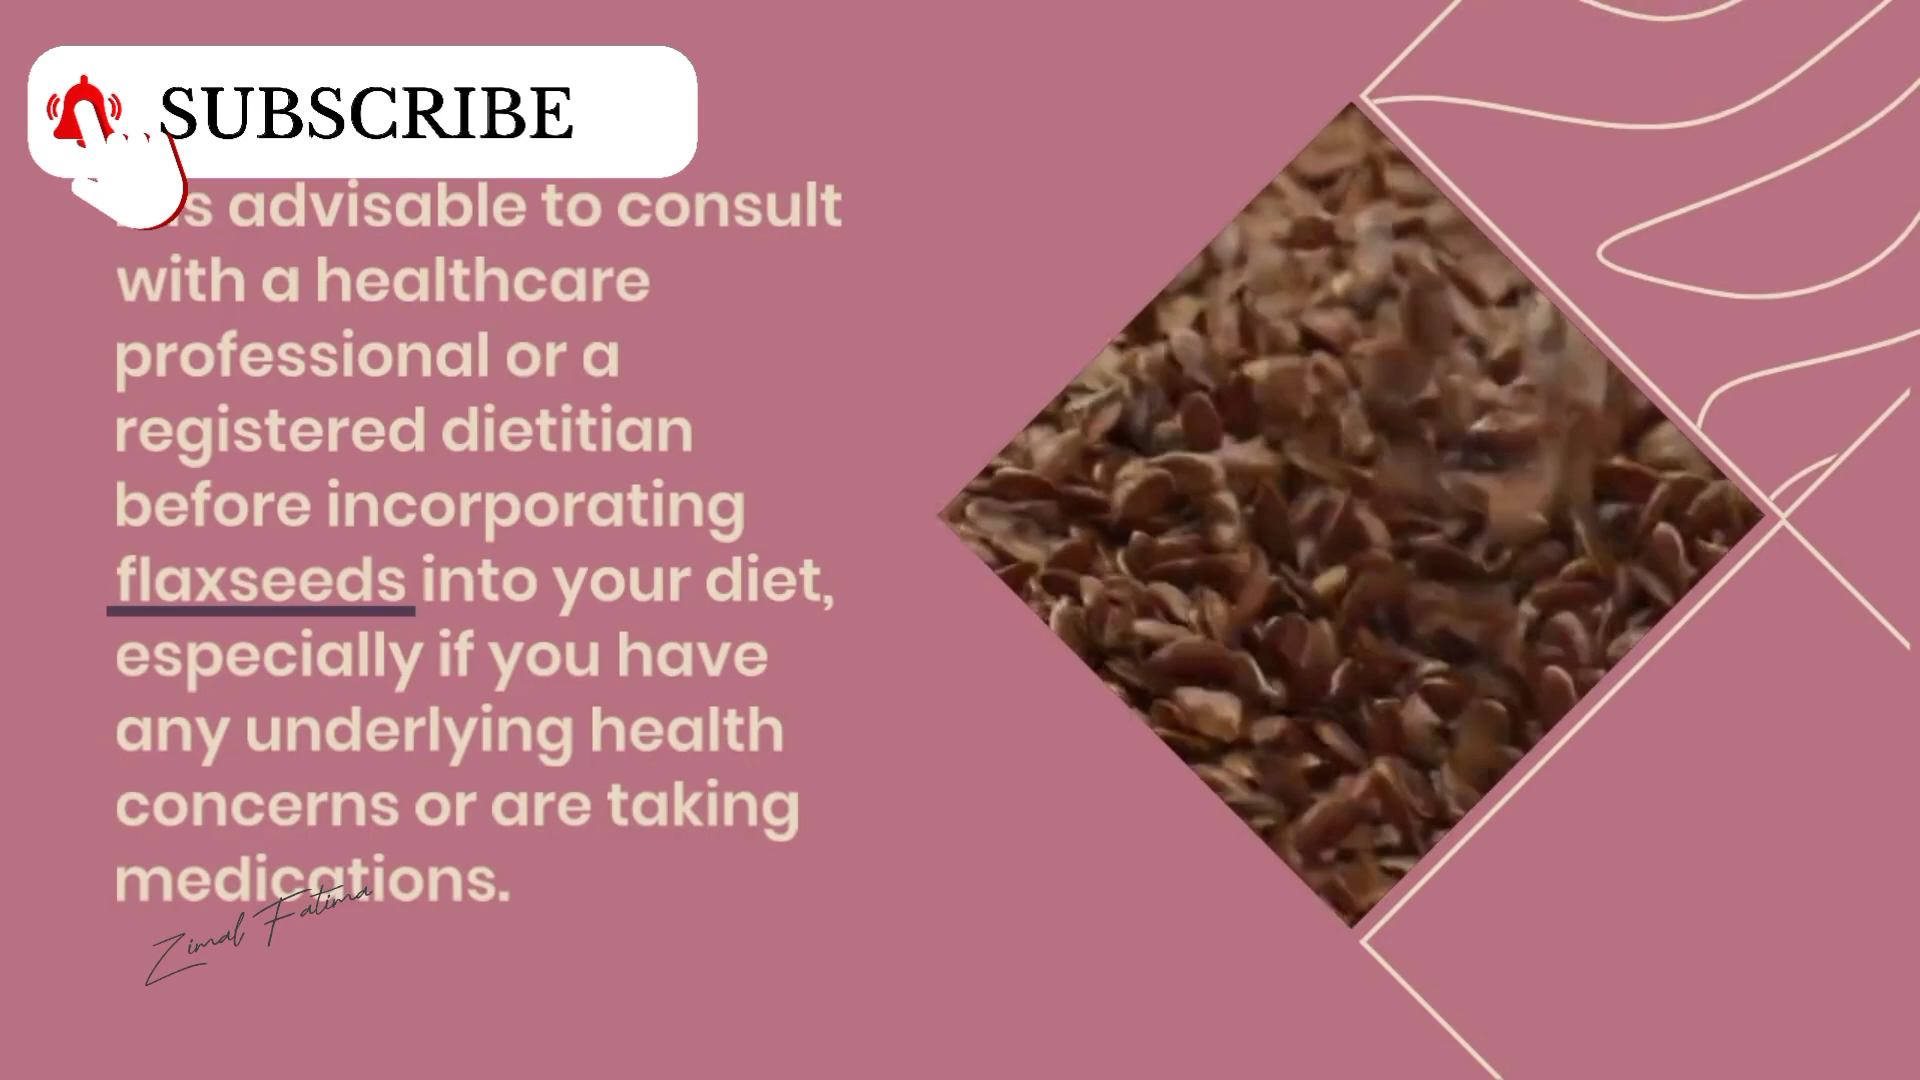 SUBSCRIBE
advisable to consult
with a healthcare
professional or a
registered dietitian
before incorporating
flaxseeds into your diet,
especially if you have
any underlying health
concerns or are taking
medications.
Zimal Fatima